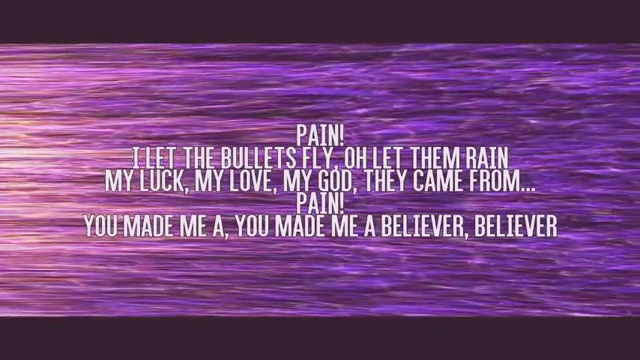 PAIN!
I LET THE BULLETS FLY, OH LET THEM RAIN
MY LUCK, MY LOVE, MY GOD, THEY CAME FROM...
PAIN!
YOU MADE ME A, YOU MADE ME A BELIEVER, BELIEVER